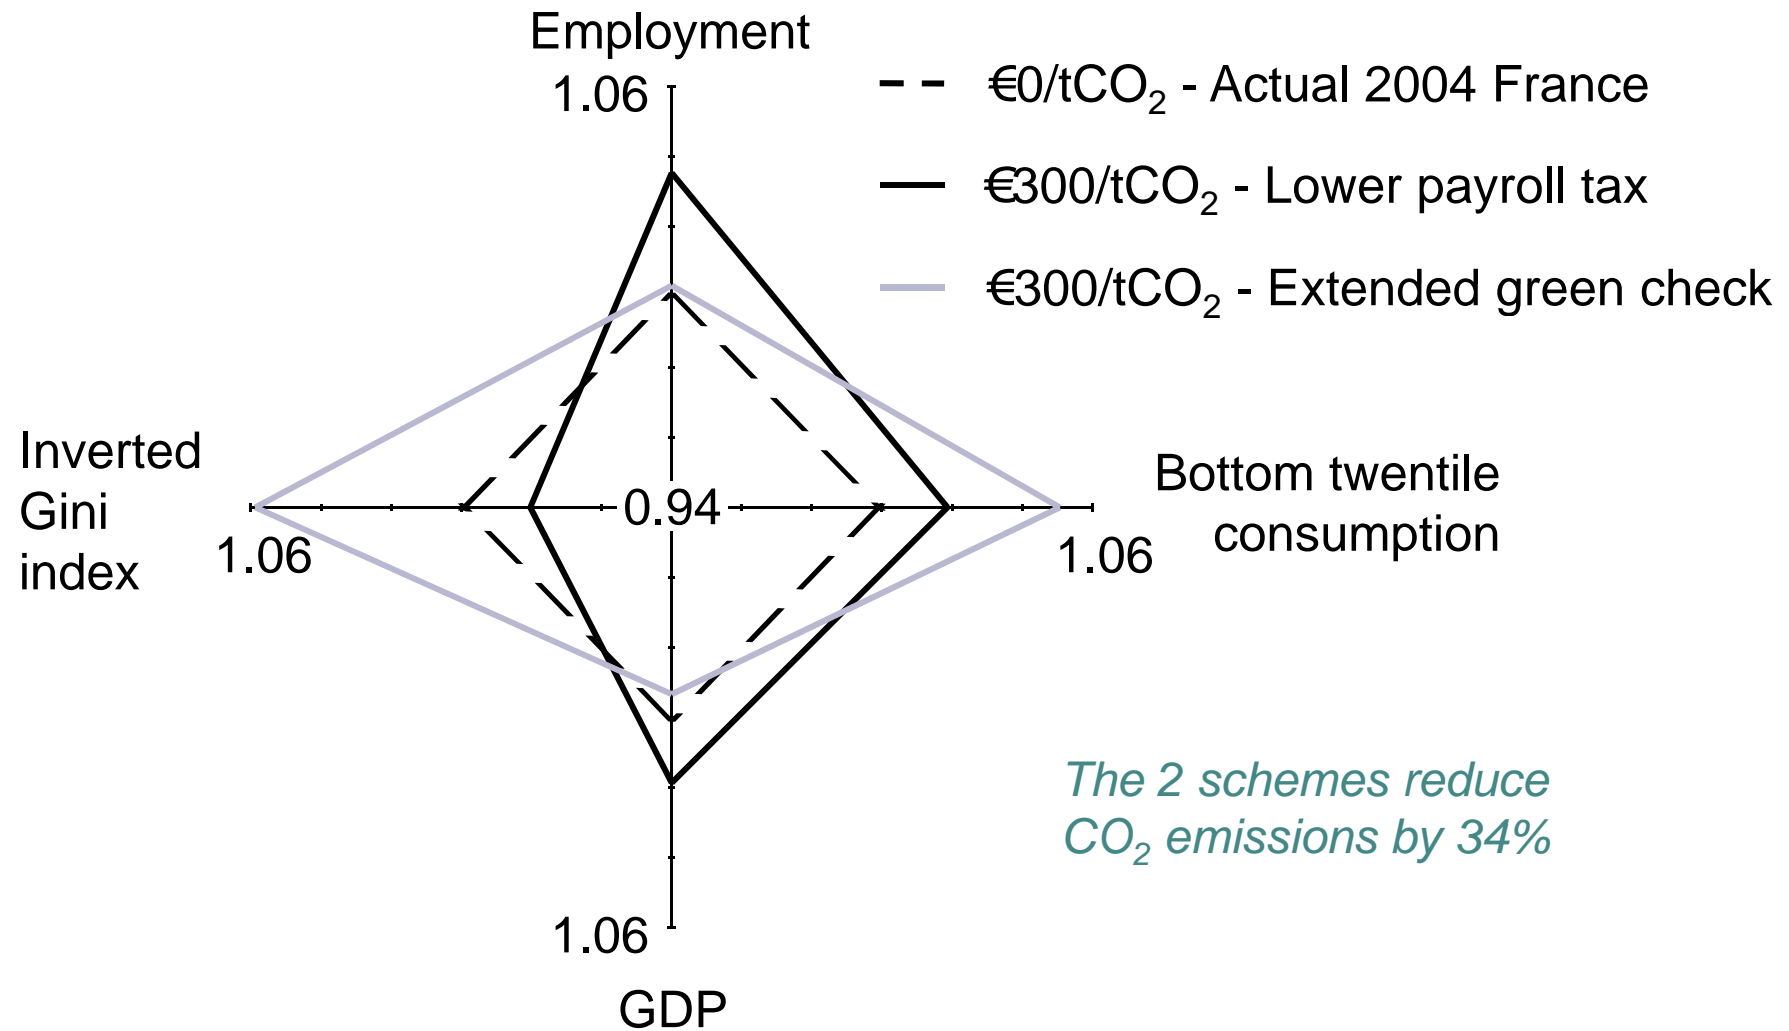 Employment
1.06
€0/tCO₂ - Actual 2004 France
€300/tCO₂ - Lower payroll tax
€300/tCO₂ - Extended green check
Inverted
Gini
index
1.06
0.94
Bottom twentile
consumption
1.06
The 2 schemes reduce
CO₂ emissions by 34%
1.06
GDP